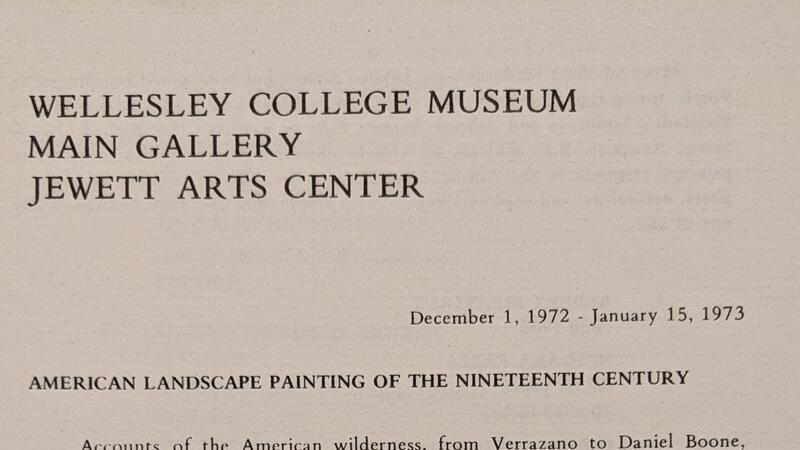 WELLESLEY COLLEGE MUSEUM
MAIN GALLERY
JEWETT ARTS CENTER
December 1, 1972 - January 15, 1973
AMERICAN LANDSCAPE PAINTING OF THE NINETEENTH CENTURY
Accounts of the American wilderness, from Verrazano to Daniel Boone,